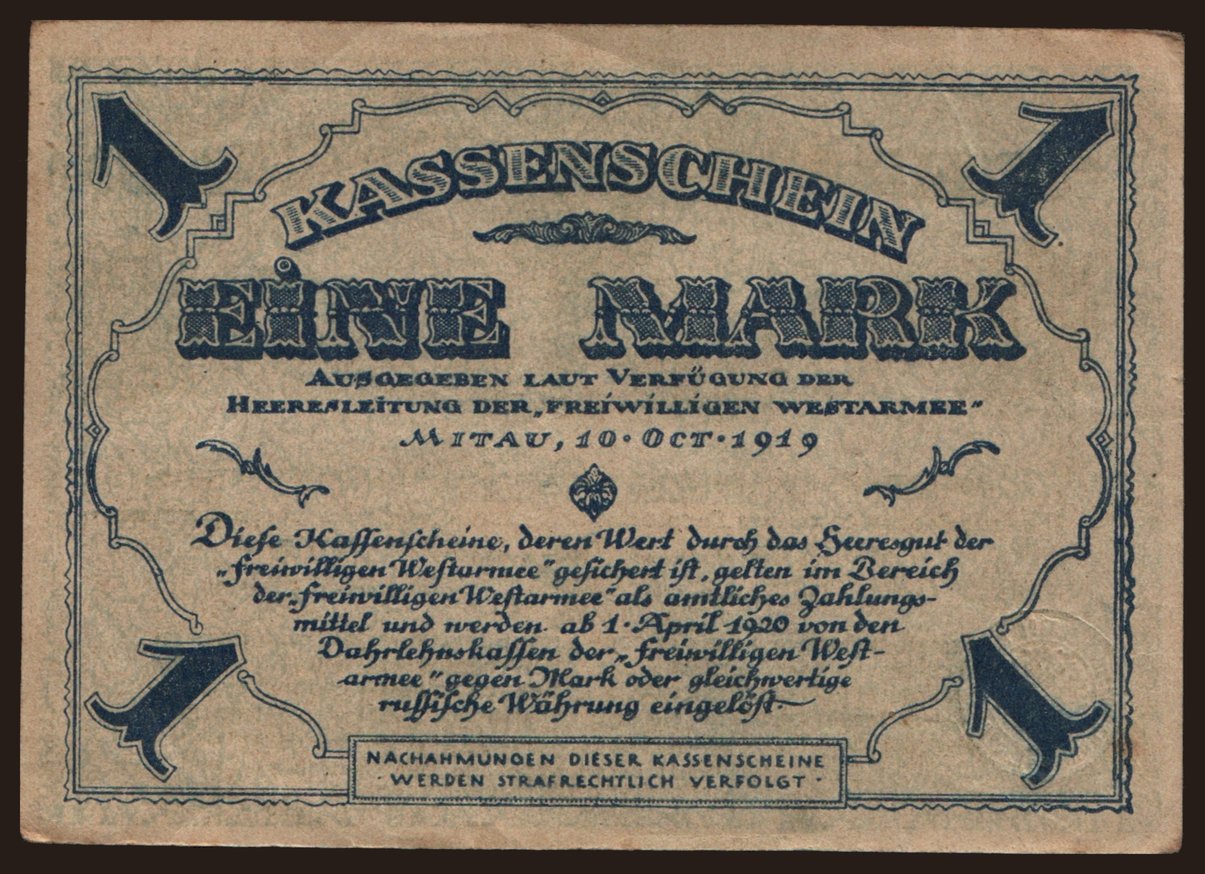 1 1
KASSENSCHEIN
EINE MARK
AUSGEGEBEN LAUT VERFÜGUNG DER
HEERESLEITUNG DER „FREIWILLIGEN WESTARMEE"
MITAU, 10·OCT·1919
Dieſe Kaſſenſcheine, deren Wert durch das Heeresgut der
„freiwilligen Weſtarmee" geſichert iſt, gelten im Bereich
der „freiwilligen Weſtarmee" als amtliches Zahlungs-
mittel und werden ab 1·April 1920 von den
Dahrlehnskaſſen der „freiwilligen Weſt-
armee" gegen Mark oder gleichwertige
ruſſiſche Währung eingelöſt
1 1
NACHAHMUNGEN DIESER KASSENSCHEINE
·WERDEN STRAFRECHTLICH VERFOLGT·